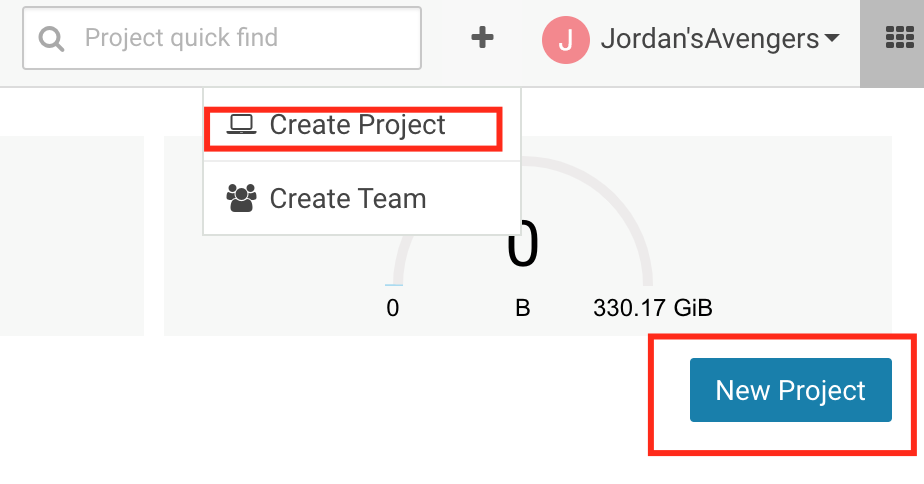 Project quick find
J
Jordan'sAvengers
Create Project
Create Team
0
0
B
330.17 GiB
New Project